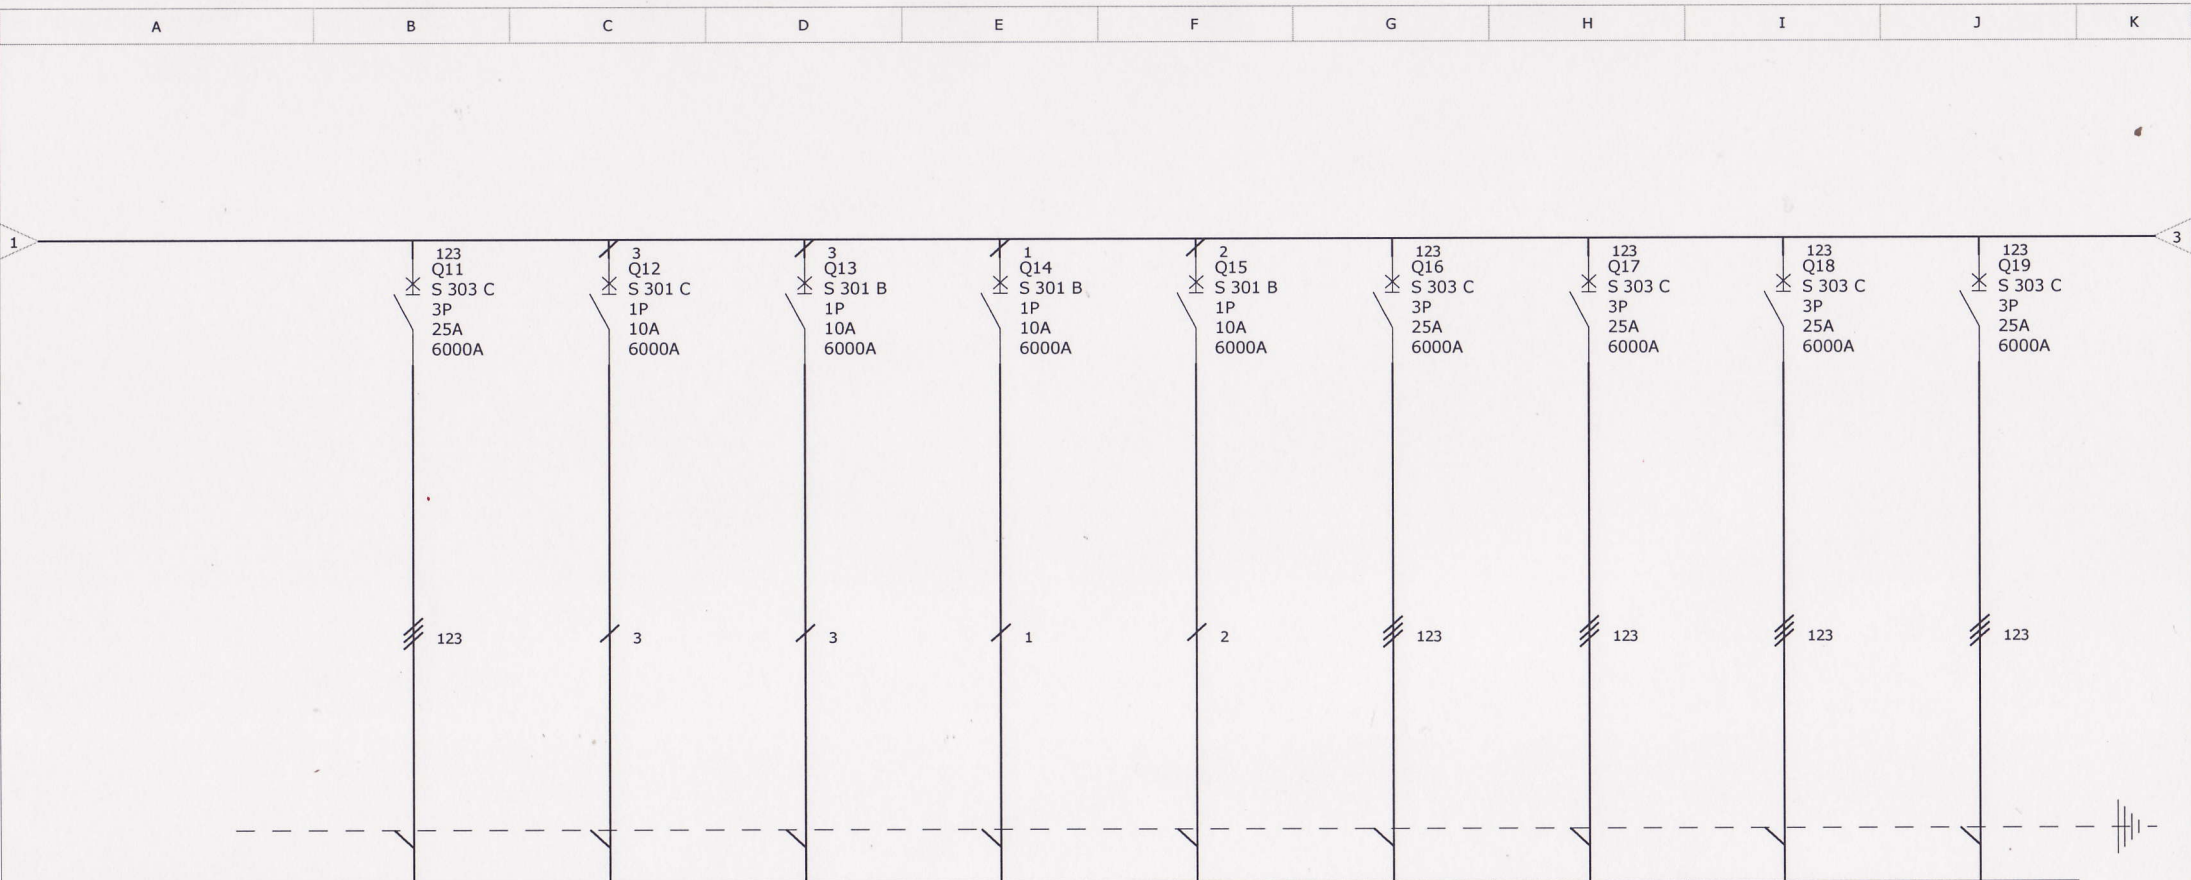 A B C D E F G H I J K
1 3
123 3 3 1 2 123 123 123 123
Q11 Q12 Q13 Q14 Q15 Q16 Q17 Q18 Q19
S 303 C S 301 C S 301 B S 301 B S 301 B S 303 C S 303 C S 303 C S 303 C
3P 1P 1P 1P 1P 3P 3P 3P 3P
25A 10A 10A 10A 10A 25A 25A 25A 25A
6000A 6000A 6000A 6000A 6000A 6000A 6000A 6000A 6000A
123 3 3 1 2 123 123 123 123